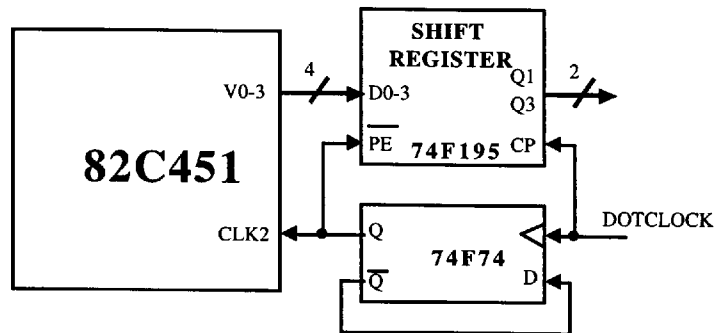 82C451
V0-3
CLK2
4
SHIFT
REGISTER
D0-3
Q1
Q3
PE
74F195
CP
2
Q
74F74
Q
D
DOTCLOCK